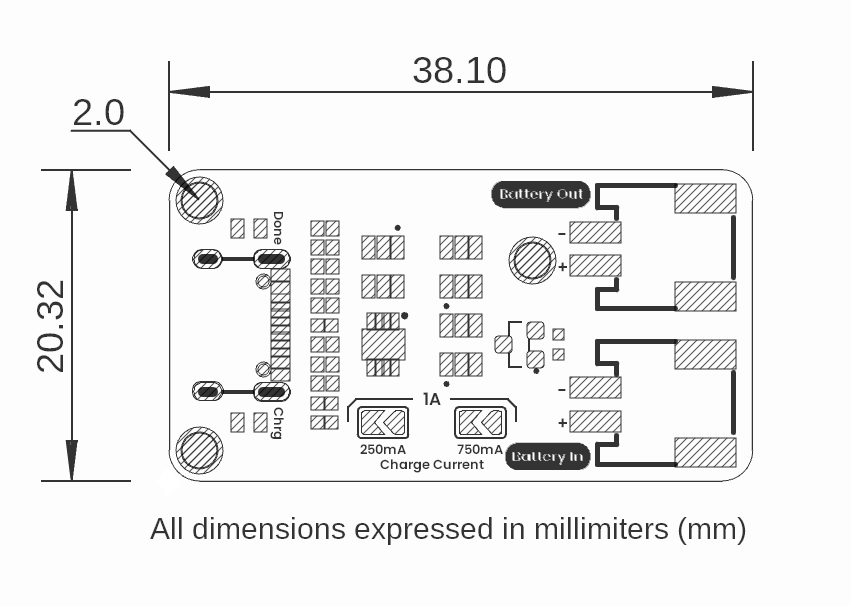 38.10
2.0
20.32
Done
Battery Out
-
+
1A
-
+
Chrg
250mA
750mA
Charge Current
Battery In
All dimensions expressed in millimiters (mm)